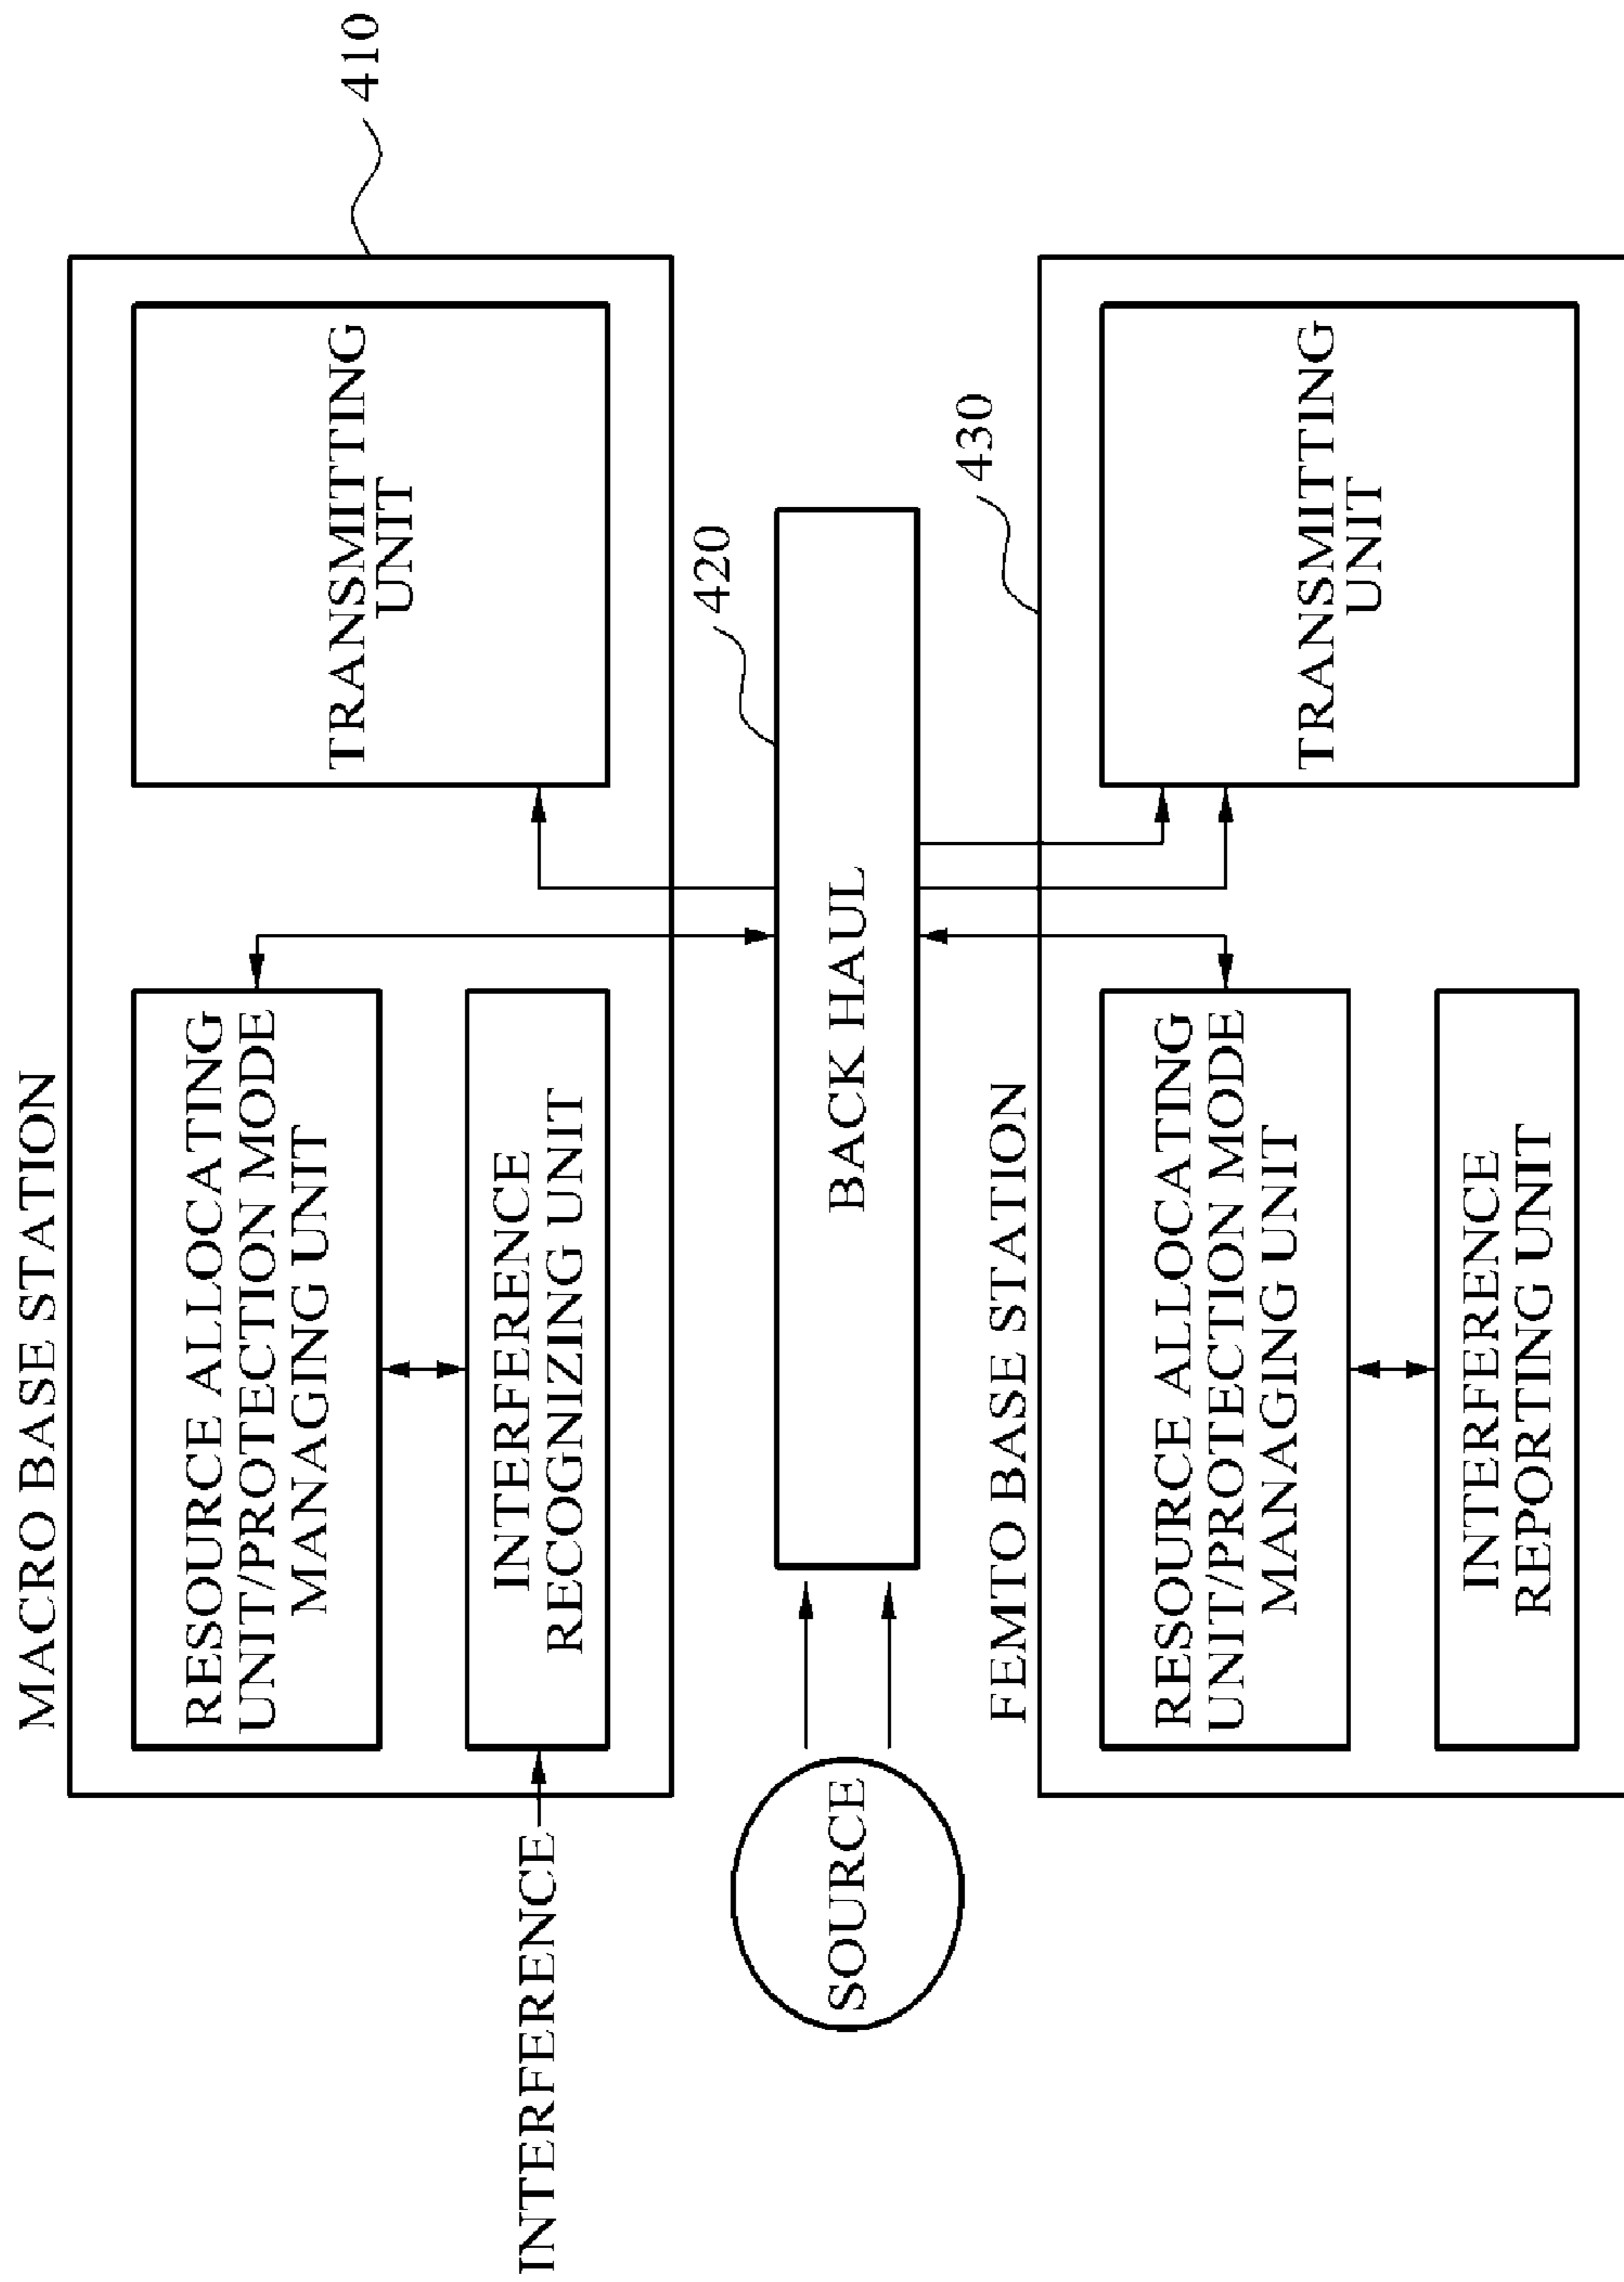 MACRO BASE STATION
410
RESOURCE ALLOCATING
UNIT/PROTECTION MODE
MANAGING UNIT
TRANSMITTING
UNIT
INTERFERENCE
INTERFERENCE
RECOGNIZING UNIT
420
SOURCE
BACK HAUL
430
FEMTO BASE STATION
RESOURCE ALLOCATING
UNIT/PROTECTION MODE
MANAGING UNIT
TRANSMITTING
UNIT
INTERFERENCE
REPORTING UNIT